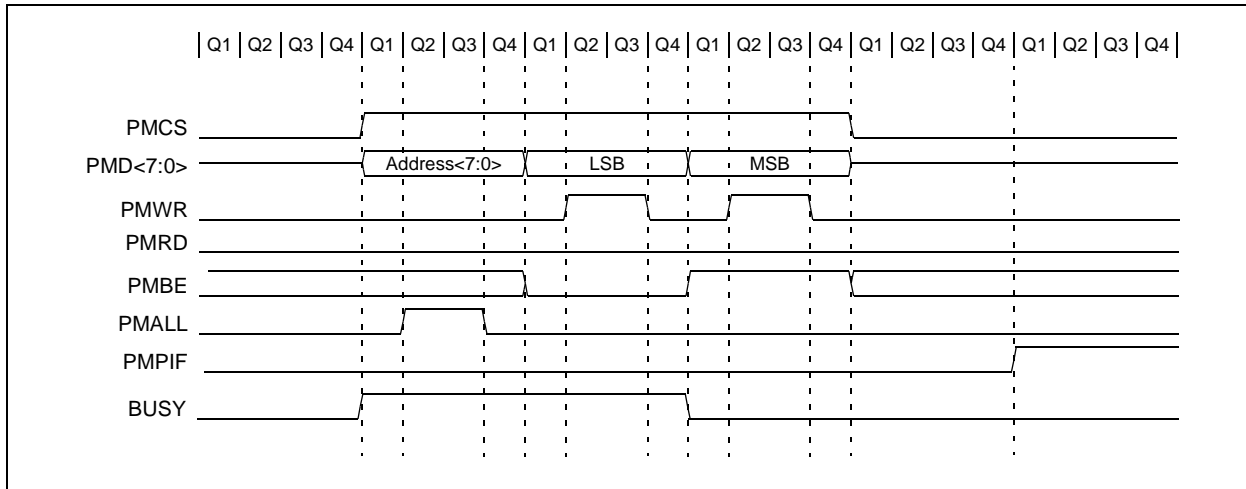 Q1 Q2 Q3 Q4 Q1 Q2 Q3 Q4 Q1 Q2 Q3 Q4 Q1 Q2 Q3 Q4 Q1 Q2 Q3 Q4 Q1 Q2 Q3 Q4
PMCS
PMD<7:0> Address<7:0> LSB MSB
PMWR
PMRD
PMBE
PMALL
PMPIF
BUSY